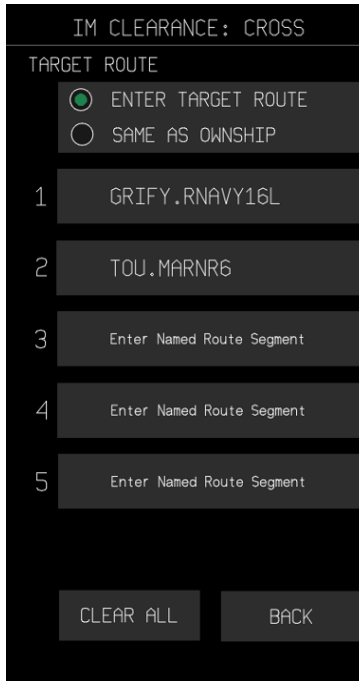 IM CLEARANCE: CROSS
TARGET ROUTE
ENTER TARGET ROUTE
SAME AS OWNSHIP
1 GRIFY.RNAVY16L
2 TOU.MARNR6
3 Enter Named Route Segment
4 Enter Named Route Segment
5 Enter Named Route Segment
CLEAR ALL BACK